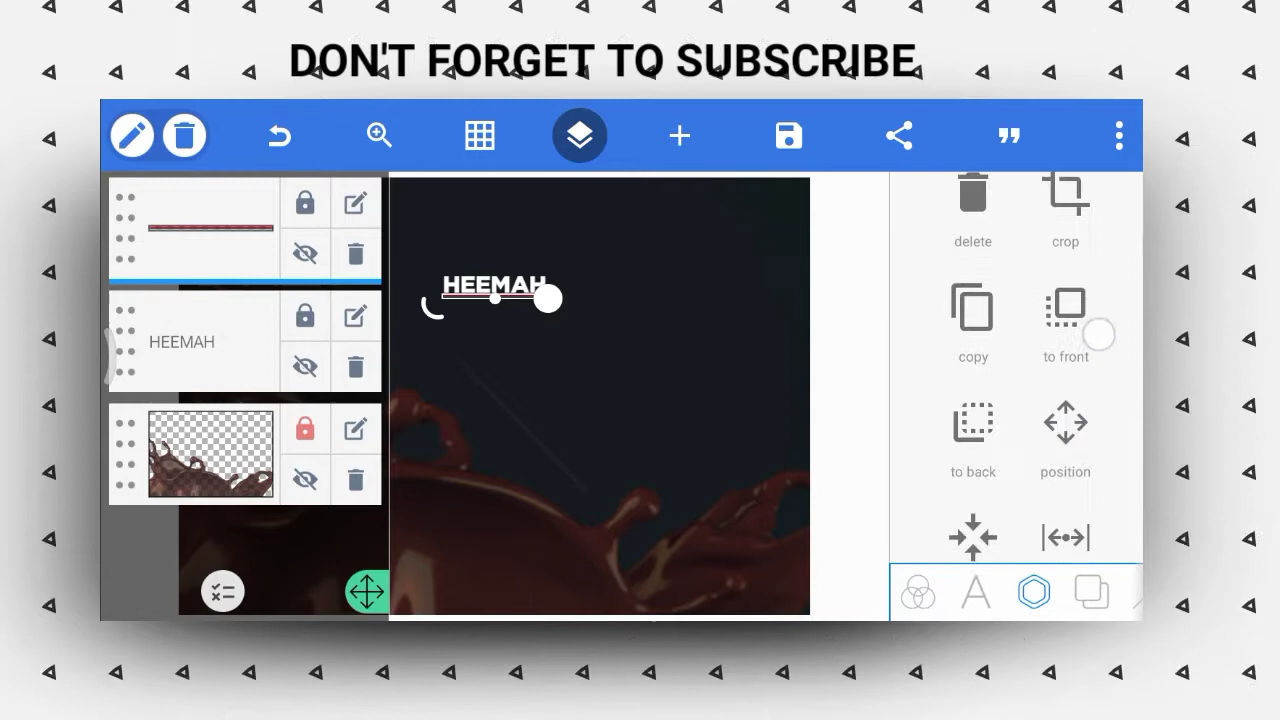 DON'T FORGET TO SUBSCRIBE
HEEMAH
HEEMAH
delete
crop
copy
to front
to back
position